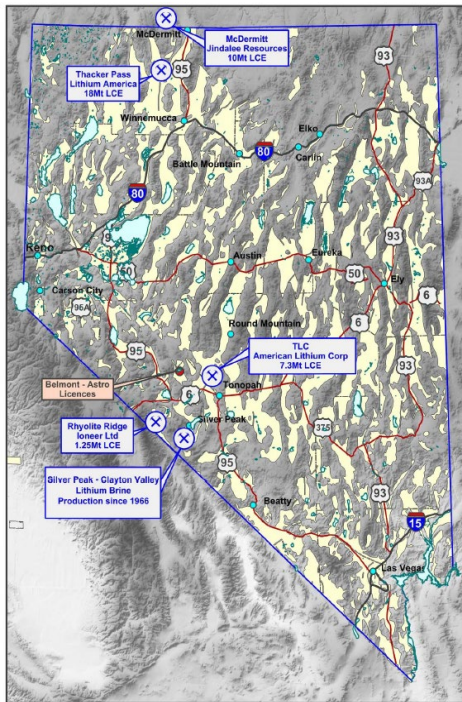 McDermitt
Jindalee Resources
10Mt LCE
McDermitt
93
95
Thacker Pass
Lithium America
18Mt LCE
Winnemucca
Elko
80
Carlin
Battle Mountain
93A
80
93
Reno
9
50
Austin
Eureka
50
Ely
Carson City
96A
6
6
Round Mountain
95
93
TLC
American Lithium Corp
7.3Mt LCE
Belmont - Astro
Licences
6
Tonopah
Rhyolite Ridge
Ioneer Ltd
1.25Mt LCE
Silver Peak
375
95
Silver Peak - Clayton Valley
Lithium Brine
Production since 1966
93
Beatty
15
Las Vegas